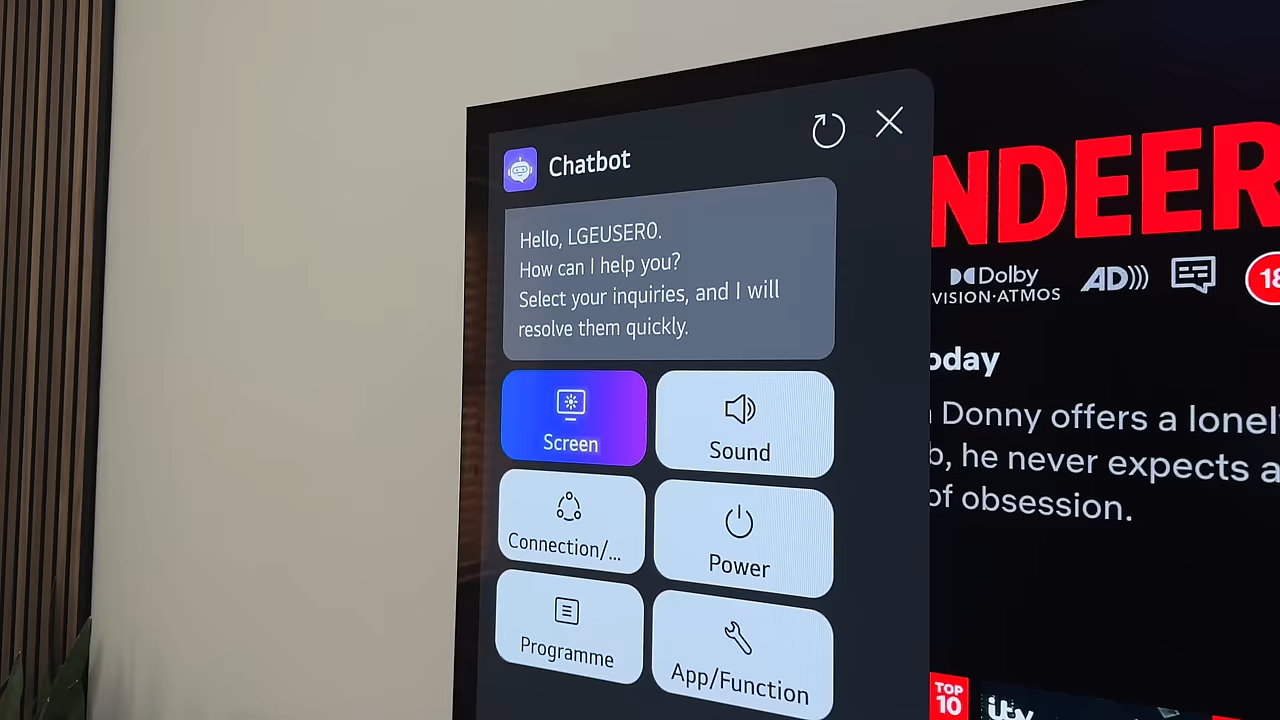 Chatbot
Hello, LGEUSER0.
How can I help you?
Select your inquiries, and I will
resolve them quickly.
Screen
Sound
Connection/...
Power
Programme
App/Function
NDEER
Dolby
VISION·ATMOS
AD)))
18
oday
Donny offers a lonel
b, he never expects a
of obsession.
TOP
10
itv